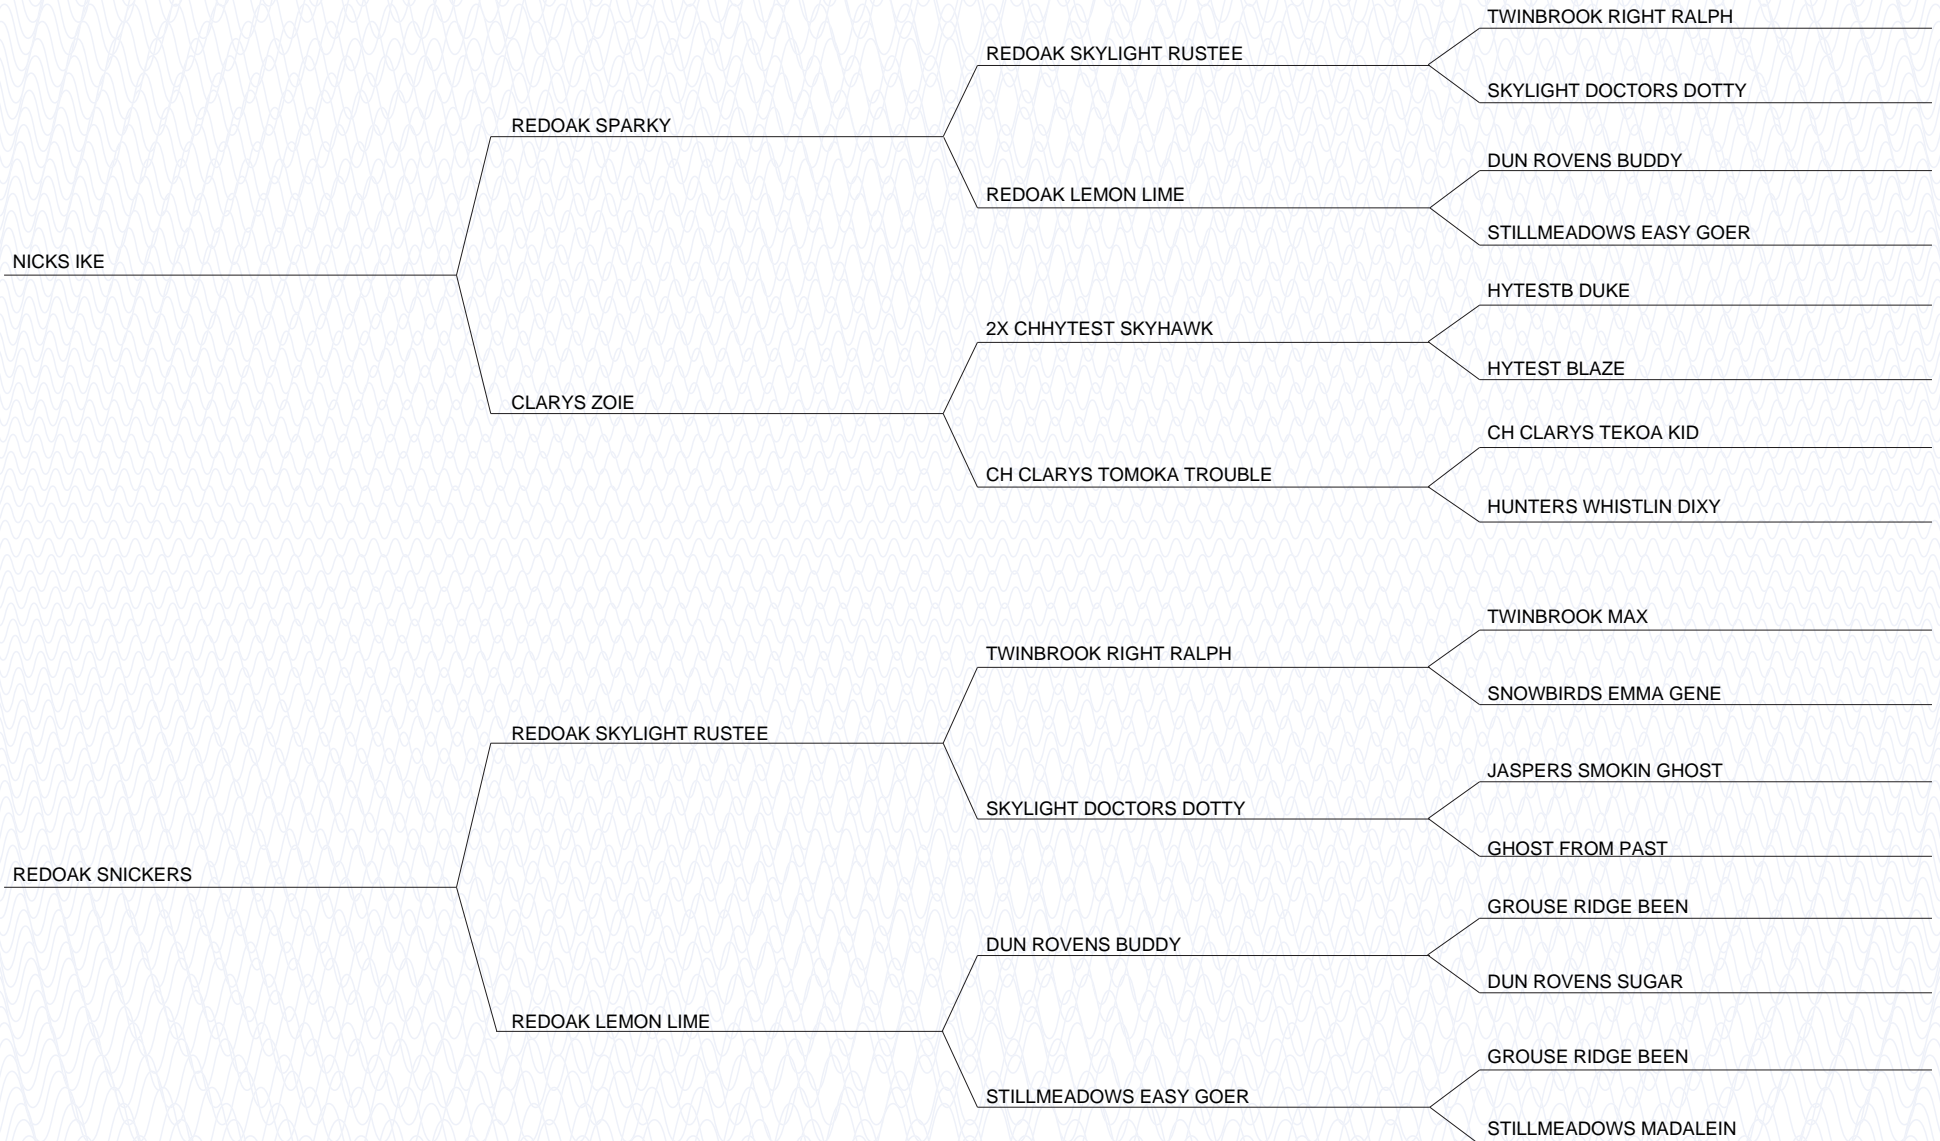 TWINBROOK RIGHT RALPH
REDOAK SKYLIGHT RUSTEE
SKYLIGHT DOCTORS DOTTY
REDOAK SPARKY
DUN ROVENS BUDDY
REDOAK LEMON LIME
STILLMEADOWS EASY GOER
NICKS IKE
HYTESTB DUKE
2X CHHYTEST SKYHAWK
HYTEST BLAZE
CLARYS ZOIE
CH CLARYS TEKOA KID
CH CLARYS TOMOKA TROUBLE
HUNTERS WHISTLIN DIXY
TWINBROOK MAX
TWINBROOK RIGHT RALPH
SNOWBIRDS EMMA GENE
REDOAK SKYLIGHT RUSTEE
JASPERS SMOKIN GHOST
SKYLIGHT DOCTORS DOTTY
GHOST FROM PAST
REDOAK SNICKERS
GROUSE RIDGE BEEN
DUN ROVENS BUDDY
DUN ROVENS SUGAR
REDOAK LEMON LIME
GROUSE RIDGE BEEN
STILLMEADOWS EASY GOER
STILLMEADOWS MADALEIN